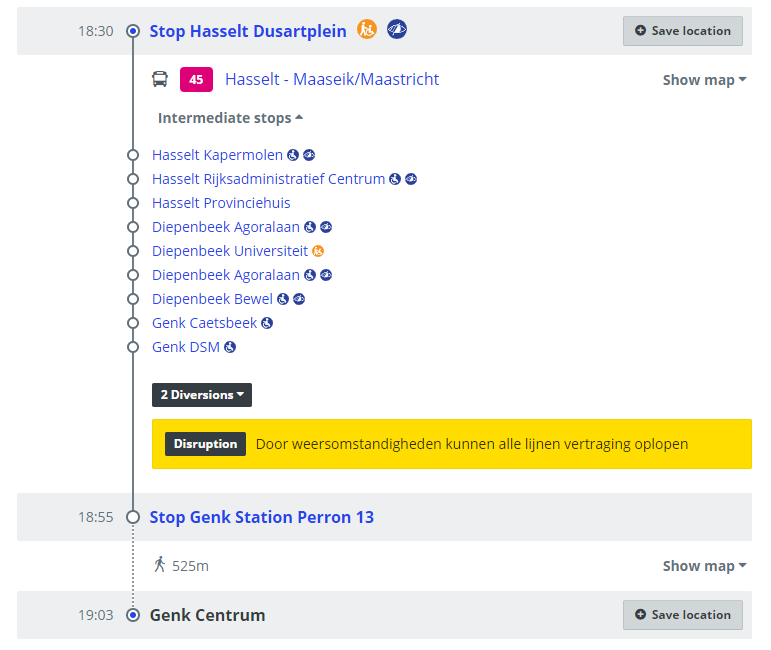 18:30 Stop Hasselt Dusartplein Save location
45 Hasselt - Maaseik/Maastricht Show map
Intermediate stops
Hasselt Kapermolen
Hasselt Rijksadministratief Centrum
Hasselt Provinciehuis
Diepenbeek Agoralaan
Diepenbeek Universiteit
Diepenbeek Agoralaan
Diepenbeek Bewel
Genk Caetsbeek
Genk DSM
2 Diversions
Disruption Door weersomstandigheden kunnen alle lijnen vertraging oplopen
18:55 Stop Genk Station Perron 13
525m Show map
19:03 Genk Centrum Save location